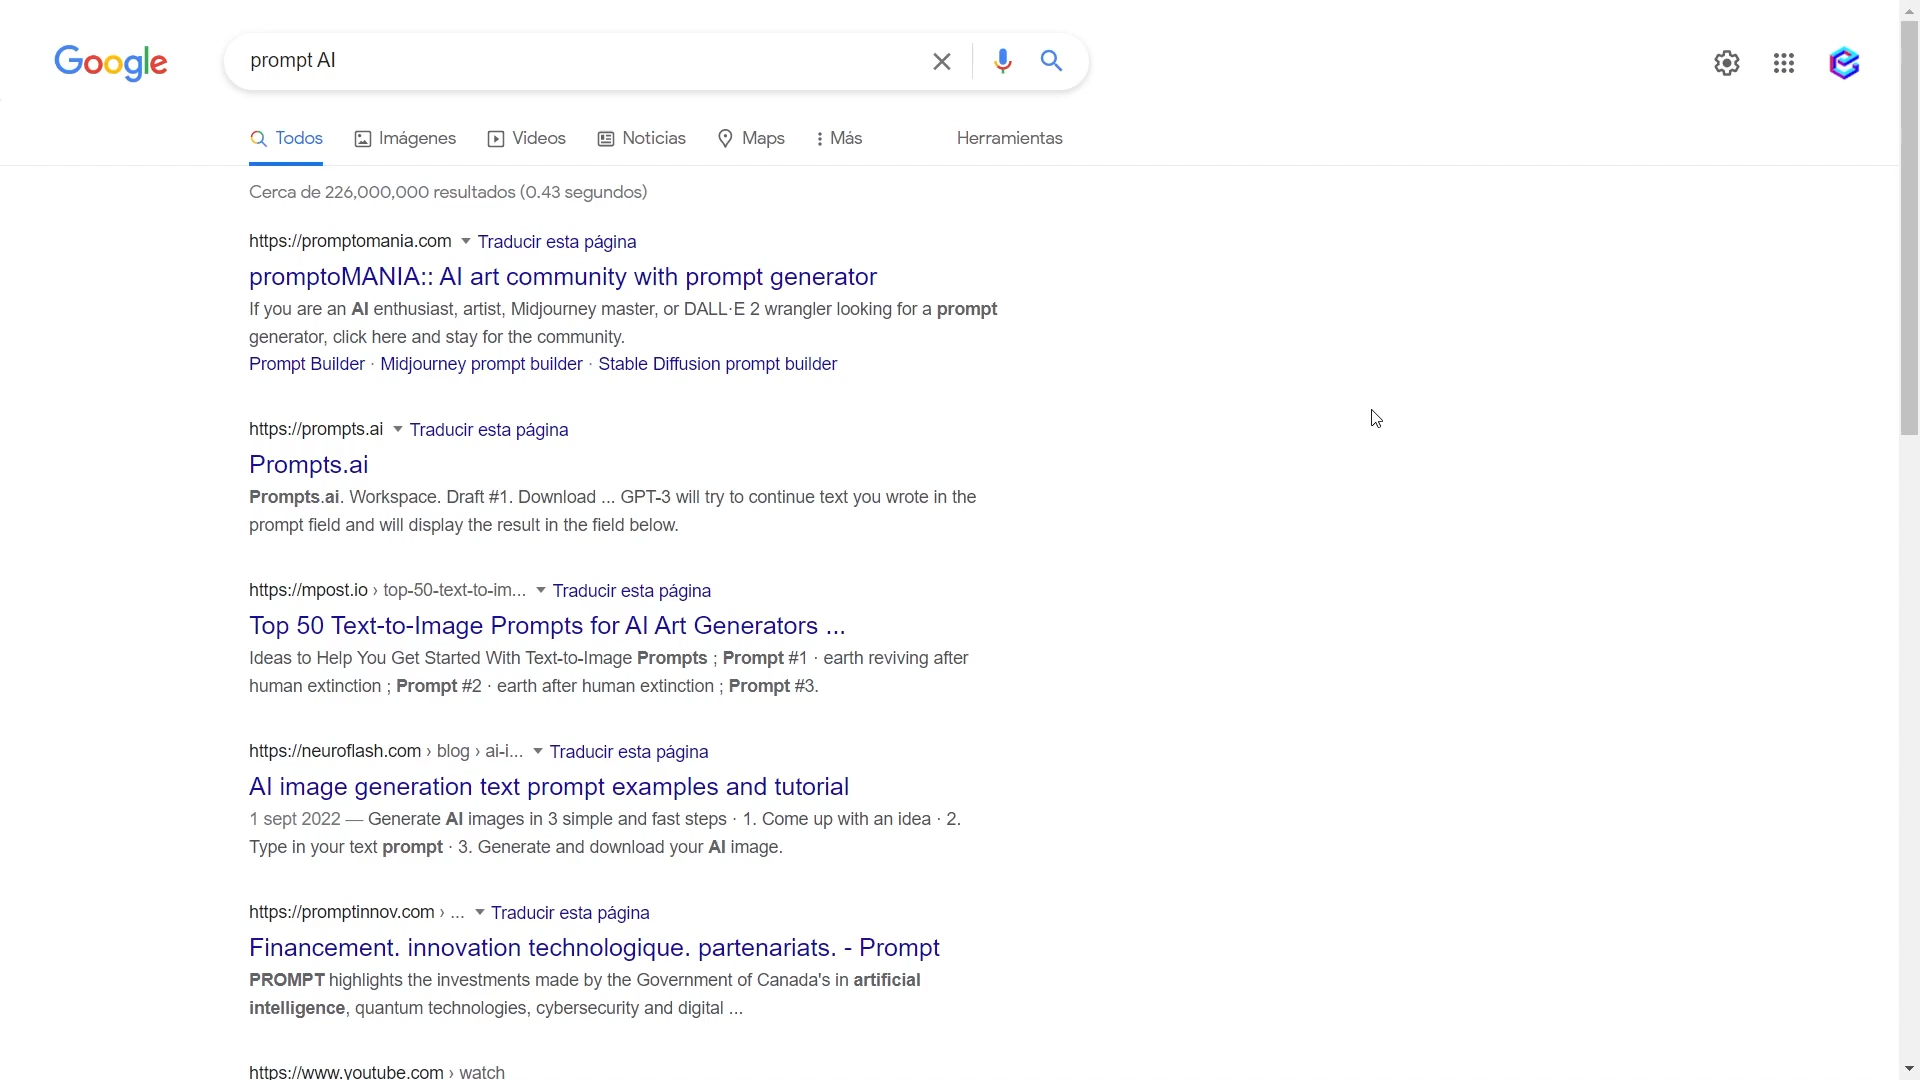 Google
prompt AI
Todos Imágenes Videos Noticias Maps Más Herramientas
Cerca de 226,000,000 resultados (0.43 segundos)
https://promptomania.com Traducir esta página
promptoMANIA:: AI art community with prompt generator
If you are an AI enthusiast, artist, Midjourney master, or DALL·E 2 wrangler looking for a prompt
generator, click here and stay for the community.
Prompt Builder · Midjourney prompt builder · Stable Diffusion prompt builder
https://prompts.ai Traducir esta página
Prompts.ai
Prompts.ai. Workspace. Draft #1. Download ... GPT-3 will try to continue text you wrote in the
prompt field and will display the result in the field below.
https://mpost.io › top-50-text-to-im... Traducir esta página
Top 50 Text-to-Image Prompts for AI Art Generators ...
Ideas to Help You Get Started With Text-to-Image Prompts ; Prompt #1 · earth reviving after
human extinction ; Prompt #2 · earth after human extinction ; Prompt #3.
https://neuroflash.com › blog › ai-i... Traducir esta página
AI image generation text prompt examples and tutorial
1 sept 2022 — Generate AI images in 3 simple and fast steps · 1. Come up with an idea · 2.
Type in your text prompt · 3. Generate and download your AI image.
https://promptinnov.com › ... Traducir esta página
Financement. innovation technologique. partenariats. - Prompt
PROMPT highlights the investments made by the Government of Canada's in artificial
intelligence, quantum technologies, cybersecurity and digital ...
https://www.youtube.com › watch